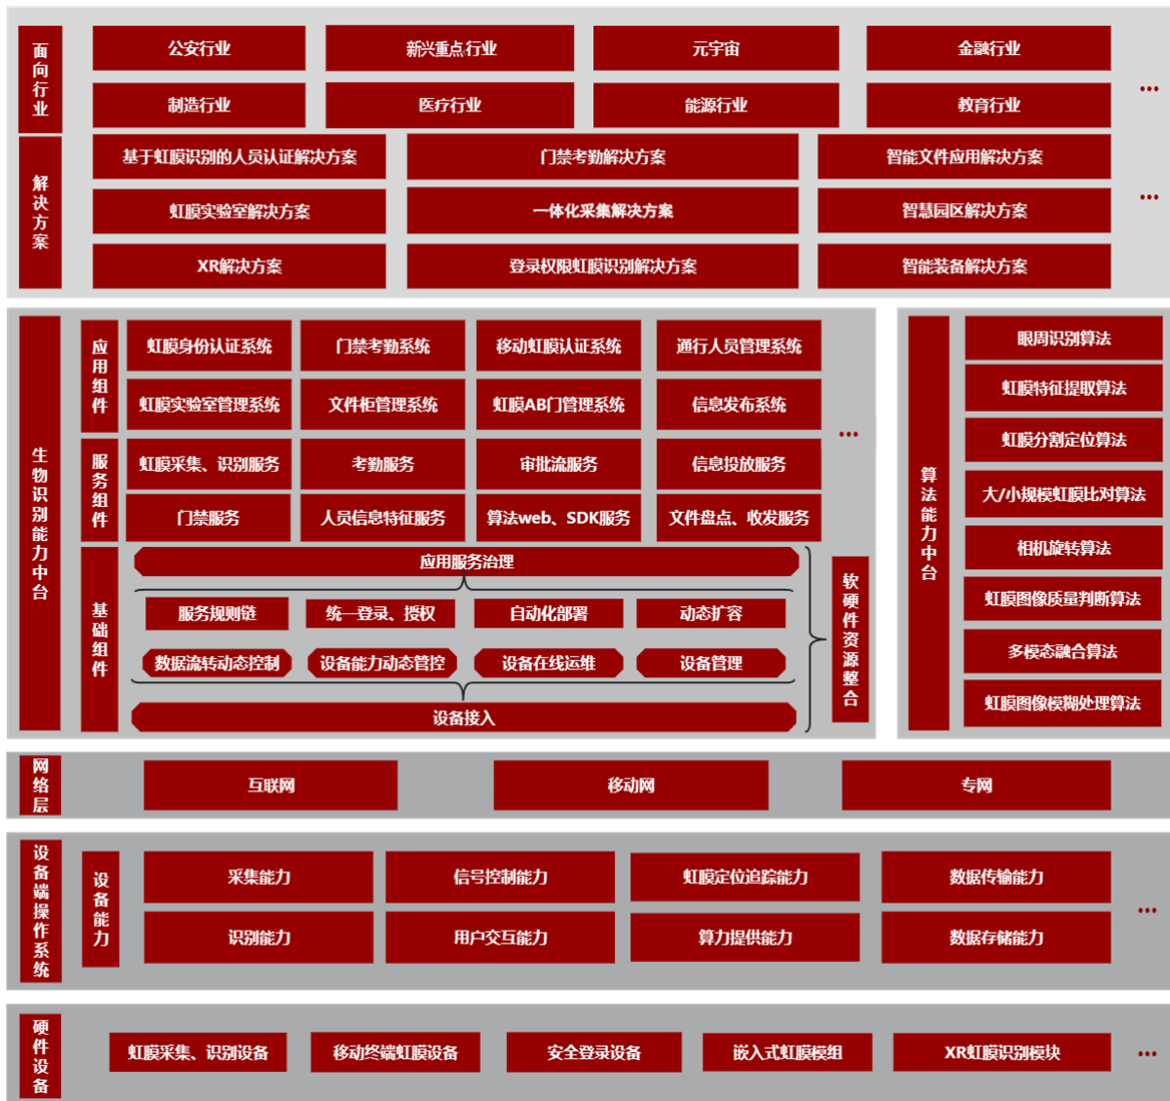 面向行业
公安行业
新兴重点行业
元宇宙
金融行业
制造行业
医疗行业
能源行业
教育行业
...
解决方案
基于虹膜识别的人员认证解决方案
门禁考勤解决方案
智能文件应用解决方案
虹膜实验室解决方案
一体化采集解决方案
智慧园区解决方案
...
XR解决方案
登录权限虹膜识别解决方案
智能装备解决方案
生物识别能力中台
应用组件
虹膜身份认证系统
门禁考勤系统
移动虹膜认证系统
通行人员管理系统
虹膜实验室管理系统
文件柜管理系统
虹膜AB门管理系统
信息发布系统
...
服务组件
虹膜采集、识别服务
考勤服务
审批流服务
信息投放服务
门禁服务
人员信息特征服务
算法web、SDK服务
文件盘点、收发服务
基础组件
应用服务治理
服务规则链
统一登录、授权
自动化部署
动态扩容
数据流转动态控制
设备能力动态管控
设备在线运维
设备管理
设备接入
软硬件资源整合
算法能力中台
眼周识别算法
虹膜特征提取算法
虹膜分割定位算法
大/小规模虹膜比对算法
相机旋转算法
虹膜图像质量判断算法
多模态融合算法
虹膜图像模糊处理算法
网络层
互联网
移动网
专网
设备端操作系统
设备能力
采集能力
信号控制能力
虹膜定位追踪能力
数据传输能力
识别能力
用户交互能力
算力提供能力
数据存储能力
...
硬件设备
虹膜采集、识别设备
移动终端虹膜设备
安全登录设备
嵌入式虹膜模组
XR虹膜识别模块
...